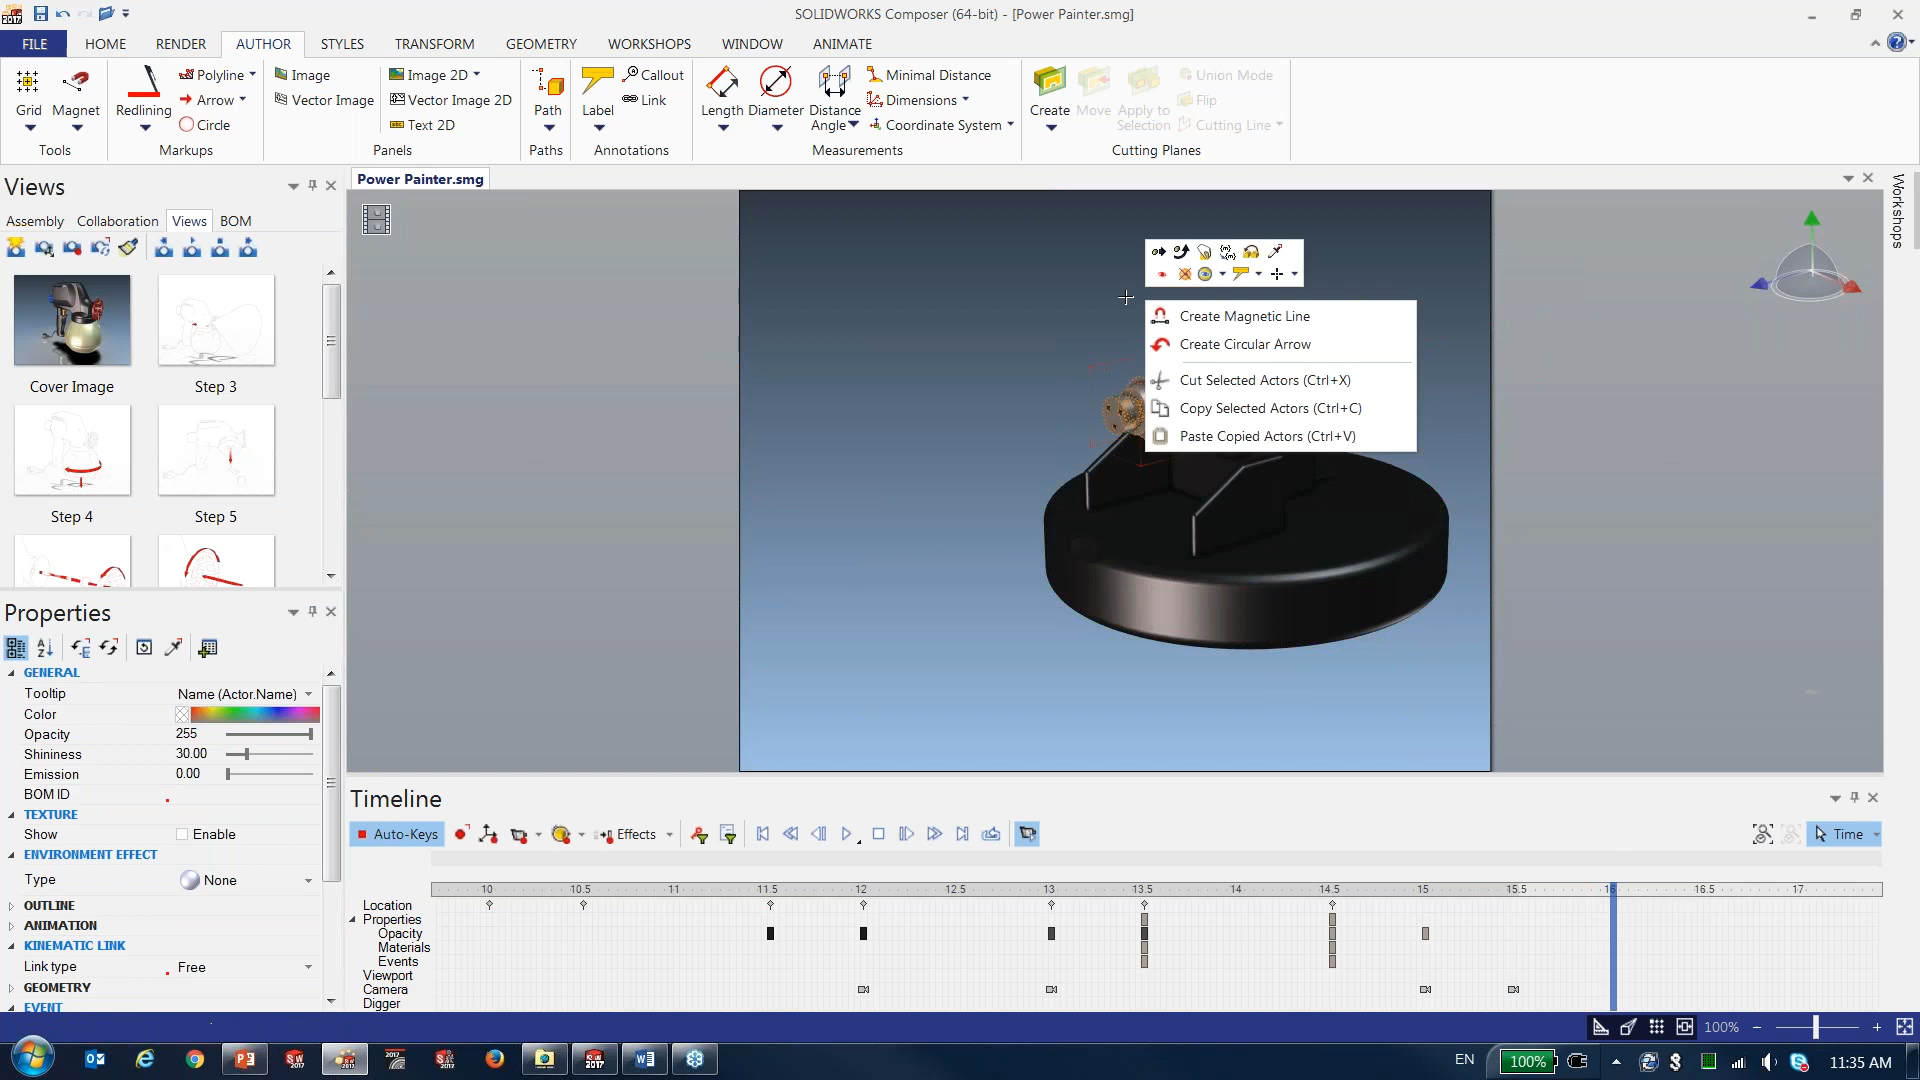 SOLIDWORKS Composer (64-bit) - [Power Painter.smg]
FILE HOME RENDER AUTHOR STYLES TRANSFORM GEOMETRY WORKSHOPS WINDOW ANIMATE
Grid Magnet
Tools
Redlining Polyline
Arrow
Circle
Markups
Image
Vector Image
Image 2D
Vector Image 2D
Text 2D
Panels
Path
Paths
Label
Callout
Link
Annotations
Length Diameter Distance
Angle
Minimal Distance
Dimensions
Coordinate System
Measurements
Create Move Apply to
Selection
Union Mode
Flip
Cutting Line
Cutting Planes
Views
Assembly Collaboration Views BOM
Cover Image Step 3
Step 4 Step 5
Properties
GENERAL
Tooltip Name (Actor.Name)
Color
Opacity 255
Shininess 30.00
Emission 0.00
BOM ID
TEXTURE
Show Enable
ENVIRONMENT EFFECT
Type None
OUTLINE
ANIMATION
KINEMATIC LINK
Link type Free
GEOMETRY
EVENT
Power Painter.smg
Create Magnetic Line
Create Circular Arrow
Cut Selected Actors (Ctrl+X)
Copy Selected Actors (Ctrl+C)
Paste Copied Actors (Ctrl+V)
Workshops
Timeline
Auto-Keys Effects Time
10 10.5 11 11.5 12 12.5 13 13.5 14 14.5 15 15.5 16 16.5 17
Location
Properties
Opacity
Materials
Events
Viewport
Camera
Digger
100%
EN 100% 11:35 AM